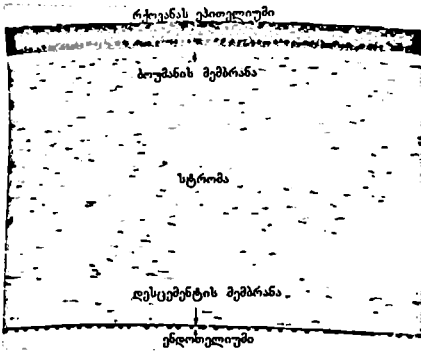 რქოვანას ეპითელიუმი
ბოუმანის მემბრანა
სტრომა
დესცემენტის მემბრანა
ენდოთელიუმი